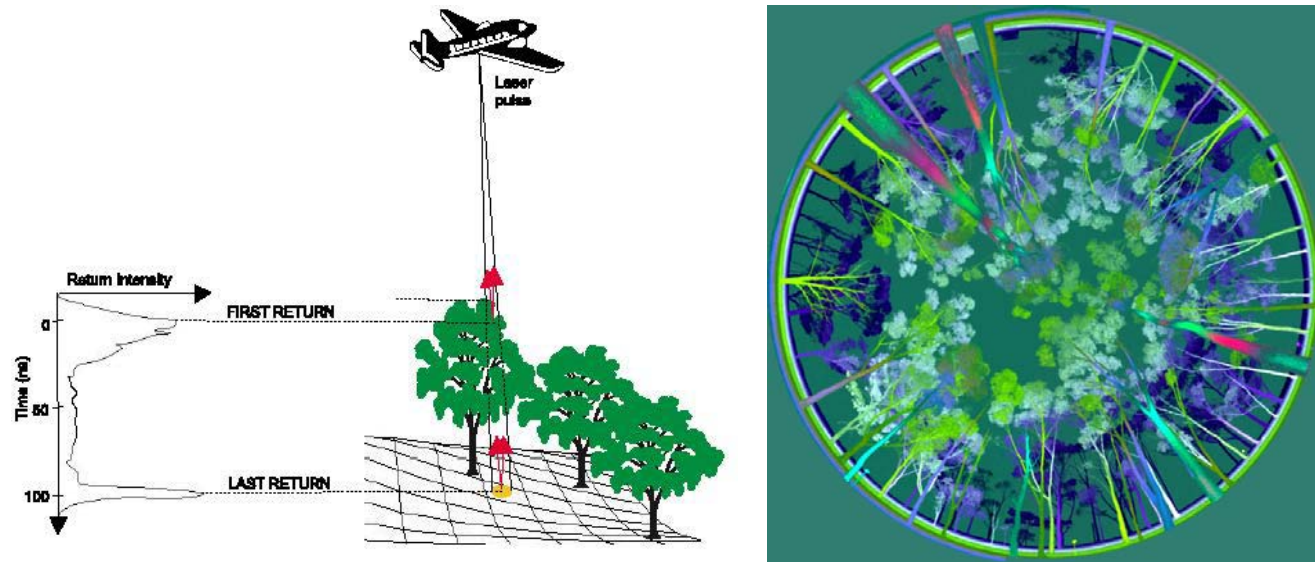 Laser
pulse
Return Intensity
FIRST RETURN
0
Time (ns)
50
LAST RETURN
100